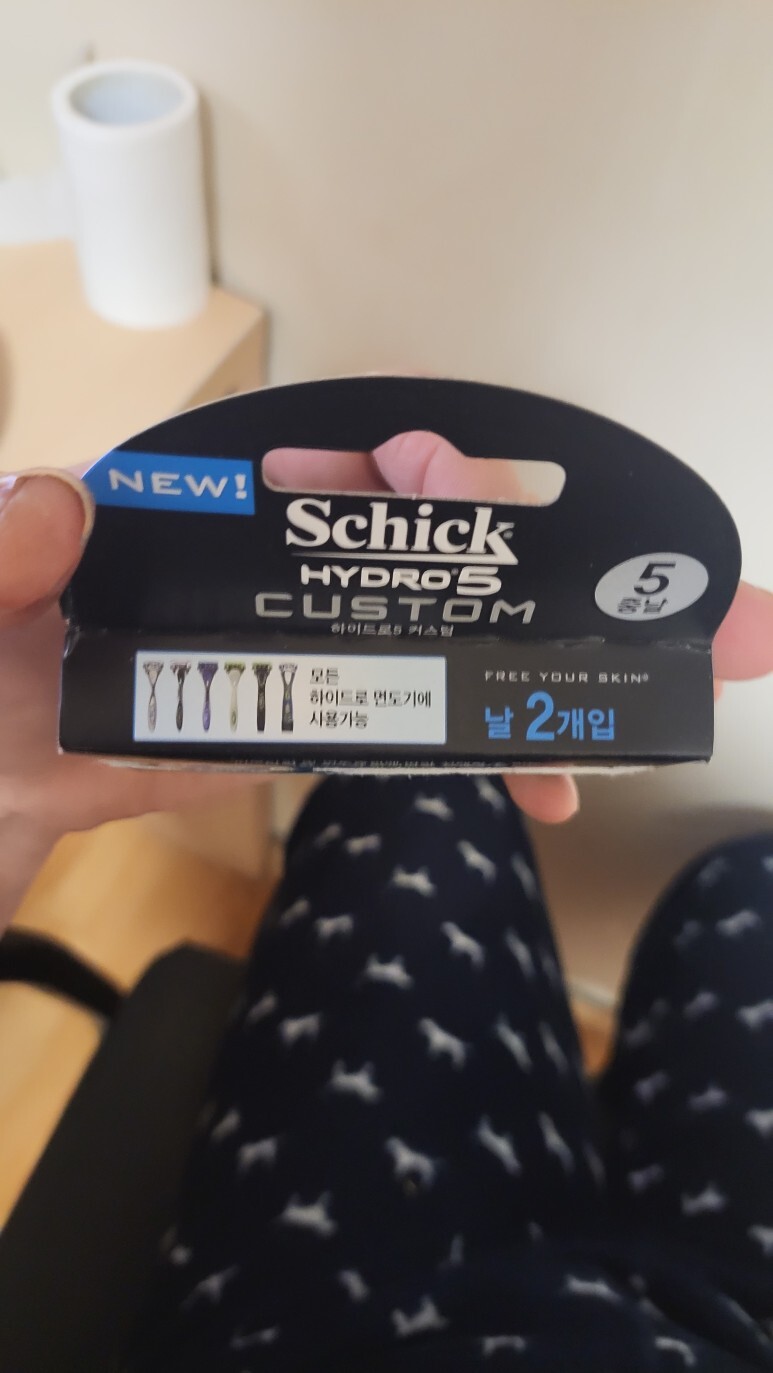 NEW!
Schick
HYDRO® 5
CUSTOM
하이드로5 커스텀
5
중날
모든
하이드로 면도기에
사용가능
FREE YOUR SKIN®
날 2개입